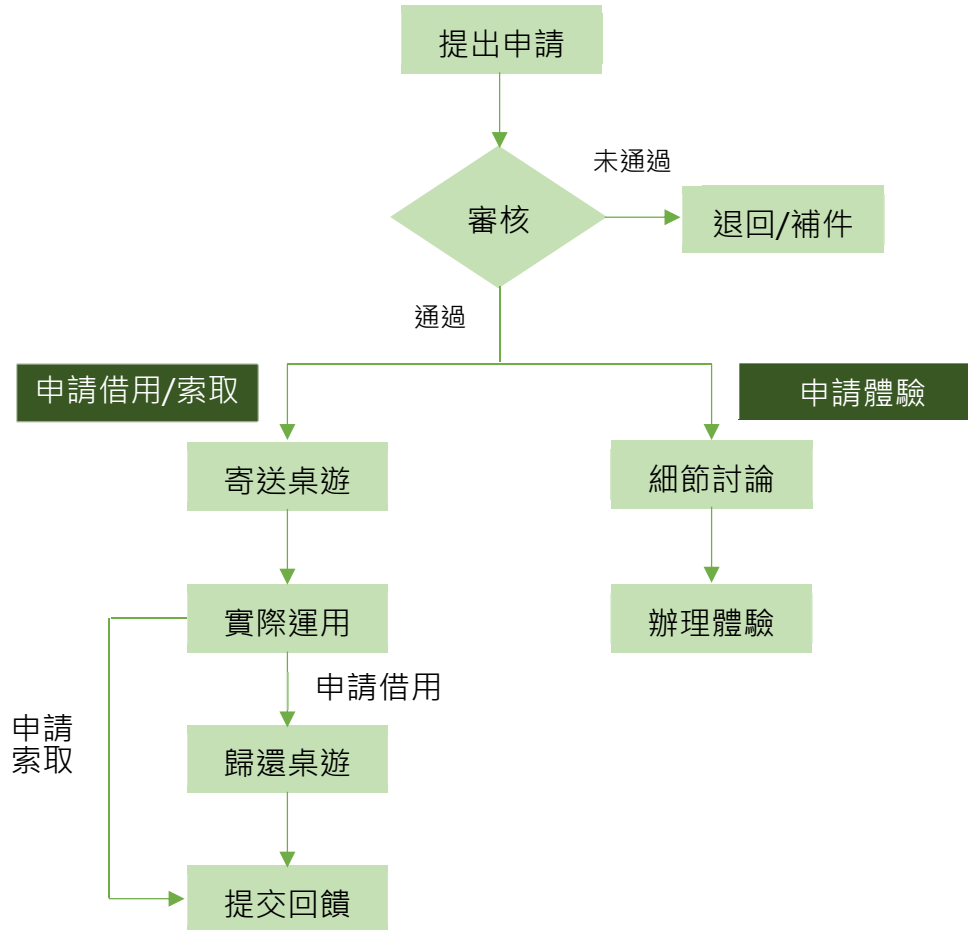 提出申請
未通過
審核
退回/補件
通過
申請借用/索取
申請體驗
寄送桌遊
細節討論
實際運用
辦理體驗
申請借用
申請
索取
歸還桌遊
提交回饋